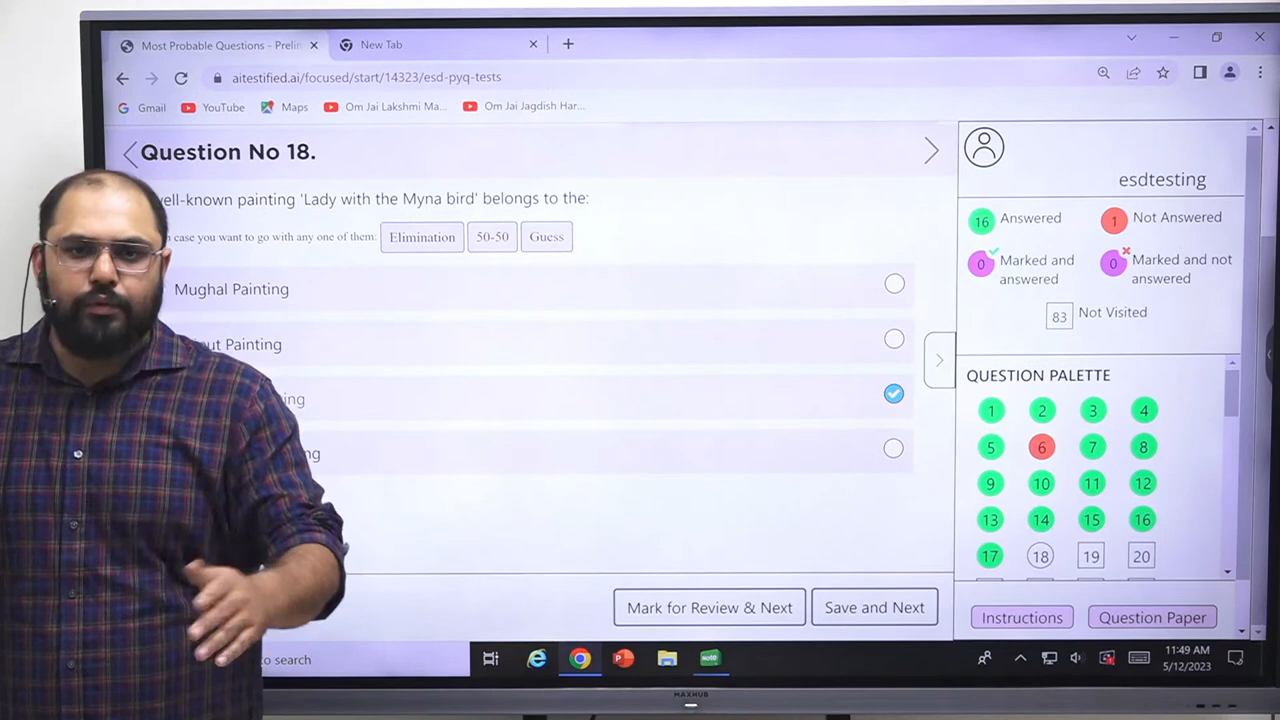 Most Probable Questions - Prelin
New Tab
aitestified.ai/focused/start/14323/esd-pyq-tests
Gmail
YouTube
Maps
Om Jai Lakshmi Ma...
Om Jai Jagdish Har...
Question No 18.
well-known painting 'Lady with the Myna bird' belongs to the:
case you want to go with any one of them:
Elimination
50-50
Guess
Mughal Painting
Painting
esdtesting
16 Answered
1 Not Answered
0 Marked and answered
0 Marked and not answered
83 Not Visited
QUESTION PALETTE
1 2 3 4
5 6 7 8
9 10 11 12
13 14 15 16
17 18 19 20
Mark for Review & Next
Save and Next
Instructions
Question Paper
to search
note
11:49 AM
5/12/2023
MAXHUB